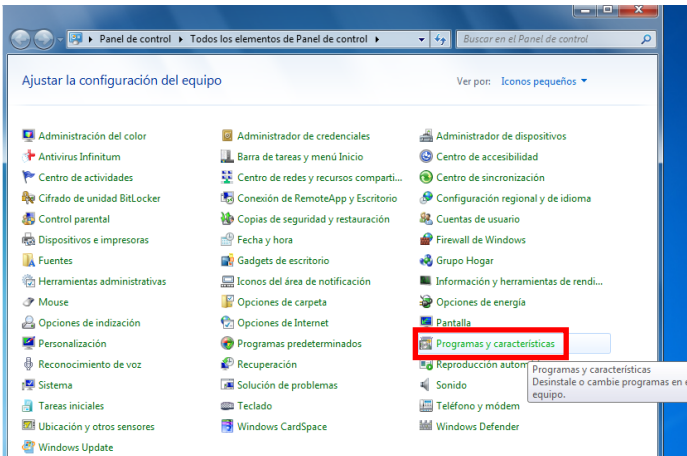 Panel de control Todos los elementos de Panel de control Buscar en el Panel de control
Ajustar la configuración del equipo Ver por: Iconos pequeños
Administración del color Administrador de credenciales Administrador de dispositivos
Antivirus Infinitum Barra de tareas y menú Inicio Centro de accesibilidad
Centro de actividades Centro de redes y recursos comparti... Centro de sincronización
Cifrado de unidad BitLocker Conexión de RemoteApp y Escritorio Configuración regional y de idioma
Control parental Copias de seguridad y restauración Cuentas de usuario
Dispositivos e impresoras Fecha y hora Firewall de Windows
Fuentes Gadgets de escritorio Grupo Hogar
Herramientas administrativas Iconos del área de notificación Información y herramientas de rendi...
Mouse Opciones de carpeta Opciones de energía
Opciones de indización Opciones de Internet Pantalla
Personalización Programas predeterminados Programas y características
Reconocimiento de voz Recuperación Reproducción autom
Sistema Solución de problemas Sonido
Tareas iniciales Teclado Teléfono y módem
Ubicación y otros sensores Windows CardSpace Windows Defender
Windows Update
Programas y características
Desinstale o cambie programas en e
equipo.